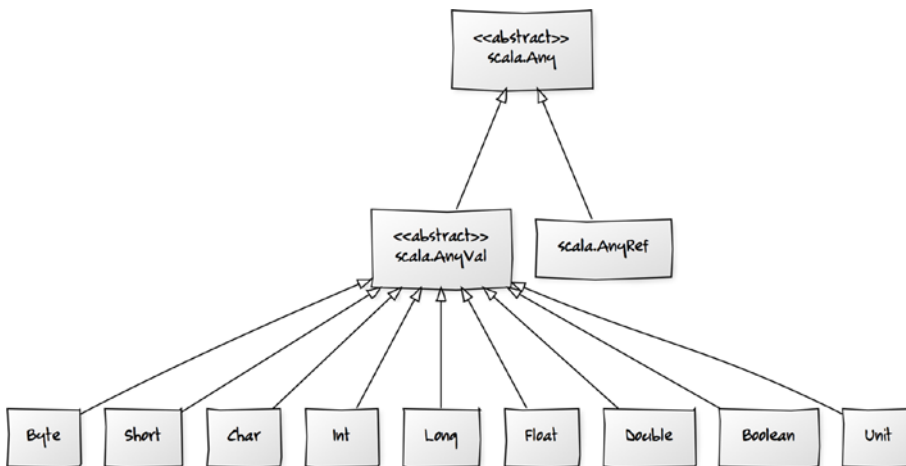 <<abstract>>
scala.Any
<<abstract>>
scala.AnyVal
scala.AnyRef
Byte
Short
Char
Int
Long
Float
Double
Boolean
Unit